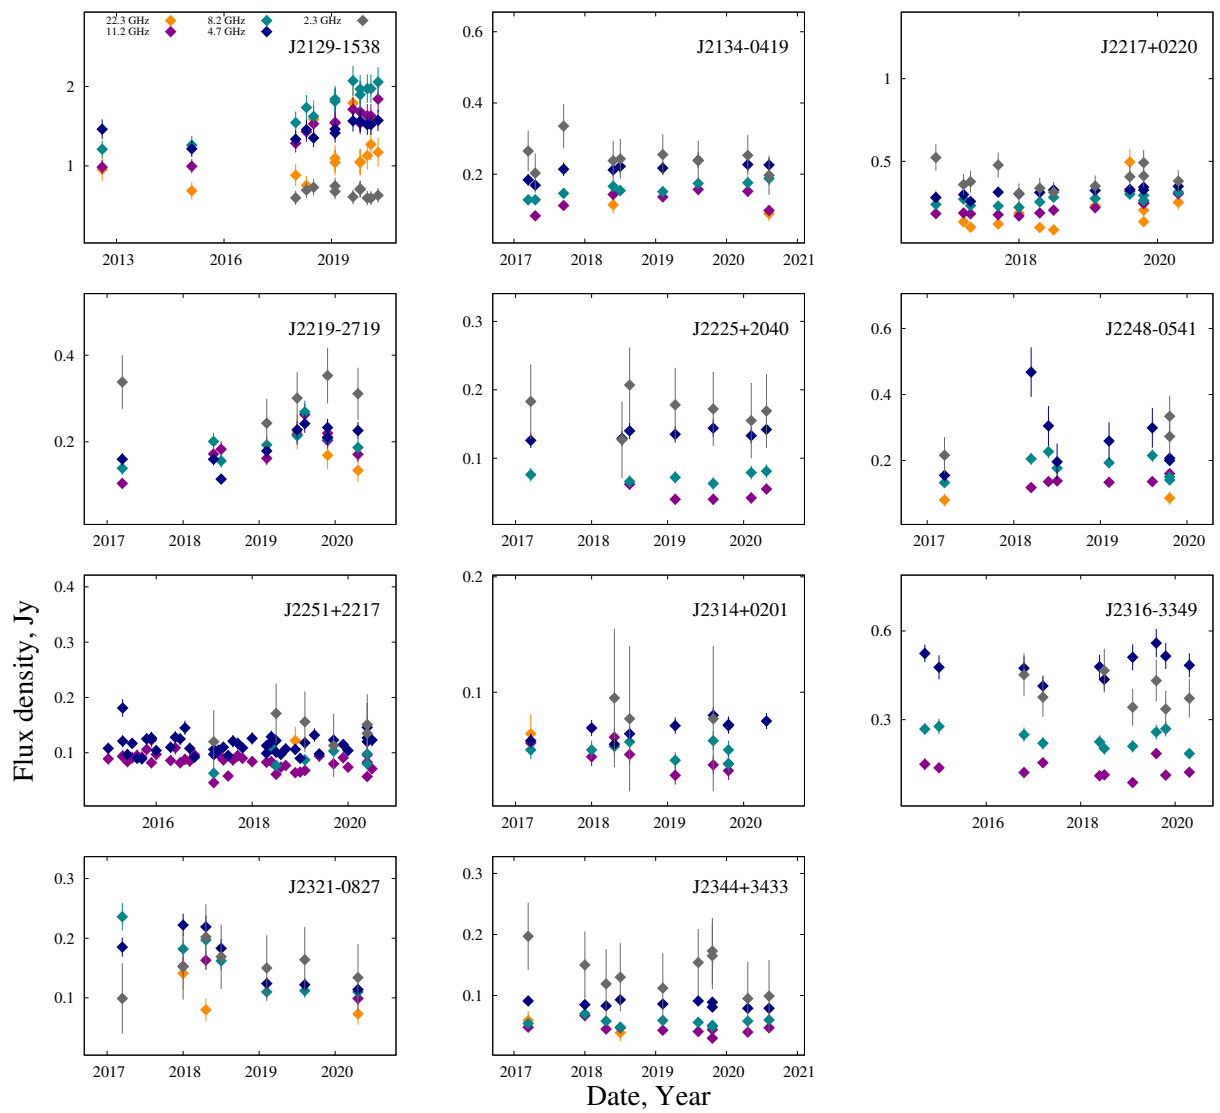 22.3 GHz 8.2 GHz 2.3 GHz
11.2 GHz 4.7 GHz
J2129-1538
2
1
2013 2016 2019
J2134-0419
0.6
0.4
0.2
2017 2018 2019 2020 2021
J2217+0220
1
0.5
2018 2020
J2219-2719
0.4
0.2
2017 2018 2019 2020
J2225+2040
0.3
0.1
2017 2018 2019 2020
J2248-0541
0.6
0.4
0.2
2017 2018 2019 2020
J2251+2217
0.4
0.3
0.2
0.1
2016 2018 2020
J2314+0201
0.2
0.1
2017 2018 2019 2020
J2316-3349
0.6
0.3
2016 2018 2020
J2321-0827
0.3
0.2
0.1
2017 2018 2019 2020
J2344+3433
0.3
0.2
0.1
2017 2018 2019 2020 2021
Flux density, Jy
Date, Year